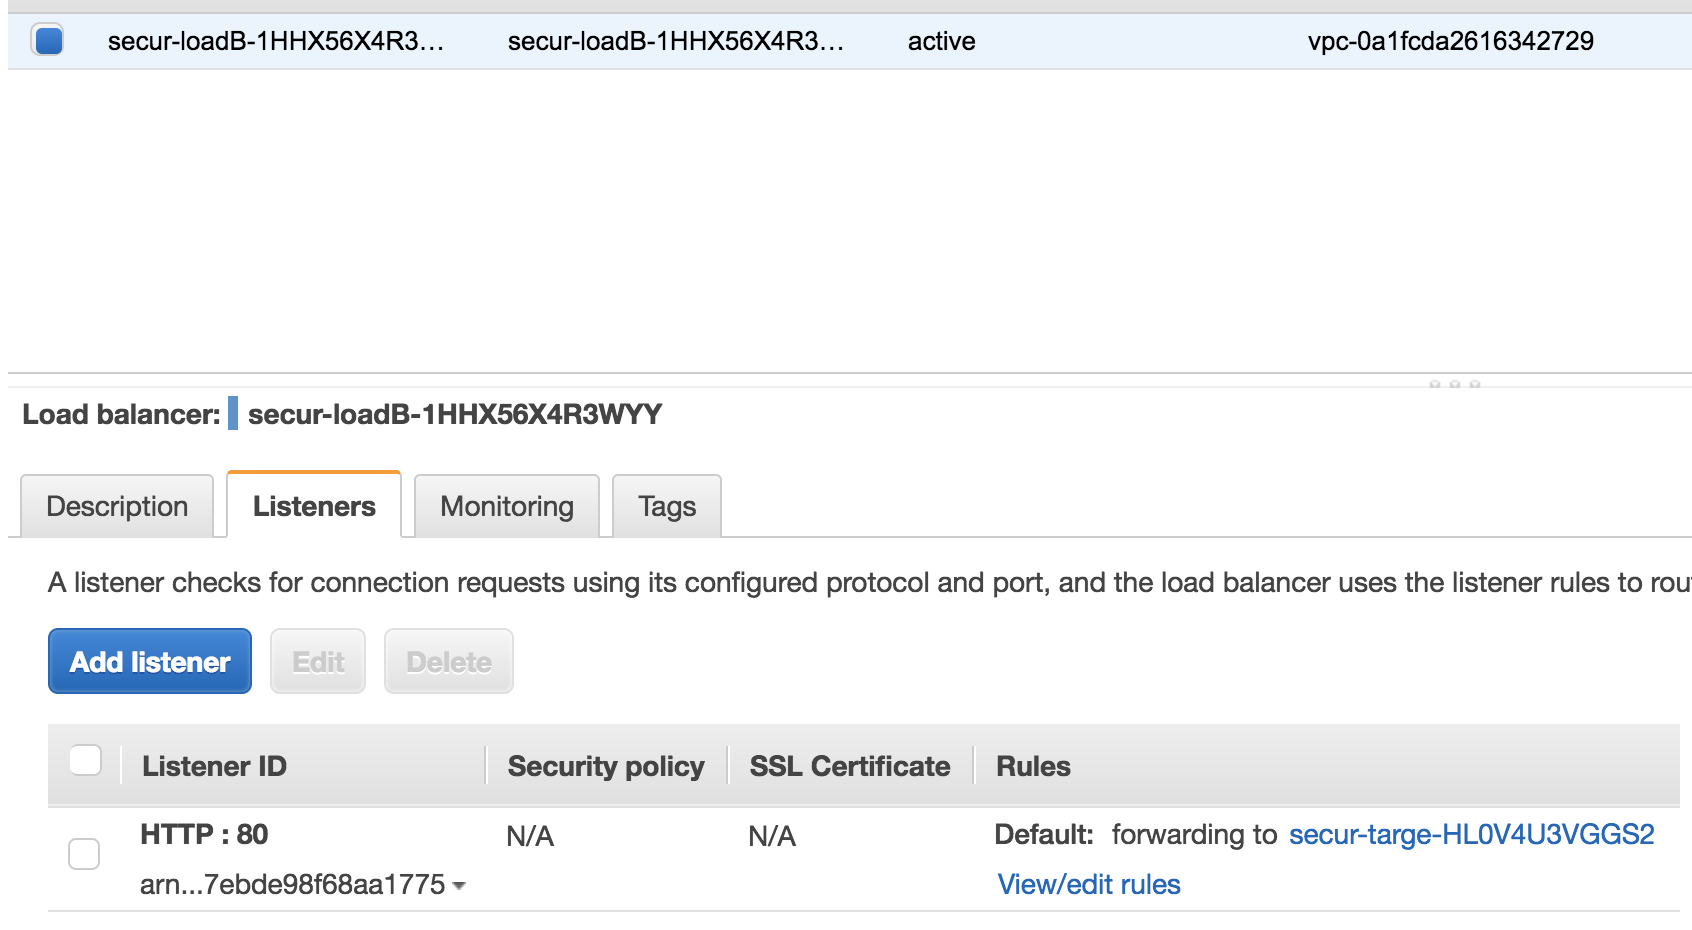 secur-loadB-1HHX56X4R3... secur-loadB-1HHX56X4R3... active vpc-0a1fcda2616342729
Load balancer: secur-loadB-1HHX56X4R3WYY
Description Listeners Monitoring Tags
A listener checks for connection requests using its configured protocol and port, and the load balancer uses the listener rules to rou
Add listener Edit Delete
Listener ID Security policy SSL Certificate Rules
HTTP : 80 N/A N/A Default: forwarding to secur-targe-HL0V4U3VGGS2
arn...7ebde98f68aa1775 View/edit rules